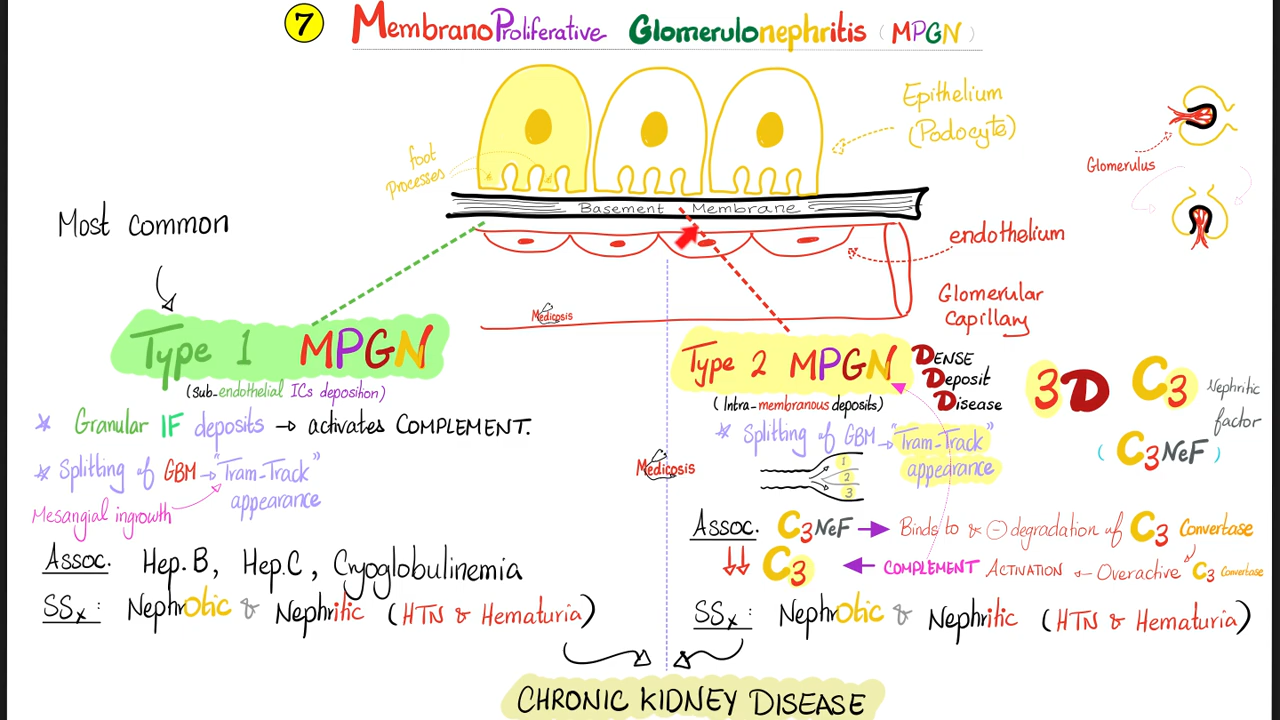 7
MembranoProliferative Glomerulonephritis (MPGN)
Epithelium
(Podocyte)
foot
processes
Glomerulus
Basement Membrane
Most common
endothelium
Glomerular
Capillary
Medicosis
Type 1 MPGN
(Sub-endothelial ICs deposition)
* Granular IF deposits → activates COMPLEMENT.
* Splitting of GBM → "Tram-Track"
appearance
Mesangial ingrowth
Assoc. Hep.B, Hep.C, Cryoglobulinemia
SSx: Nephrotic & Nephritic (HTN & Hematuria)
Medicosis
Type 2 MPGN
DENSE
Deposit
Disease
3D
C3 Nephritic
factor
(C3NeF)
(Intra-membranous deposits)
* Splitting of GBM → "Tram-Track"
appearance
1
2
3
Assoc. C3NeF → Binds to & ⊖ degradation of C3 Convertase
↓↓ C3 ← COMPLEMENT ACTIVATION ← Overactive C3 Convertase
SSx: Nephrotic & Nephritic (HTN & Hematuria)
CHRONIC KIDNEY DISEASE